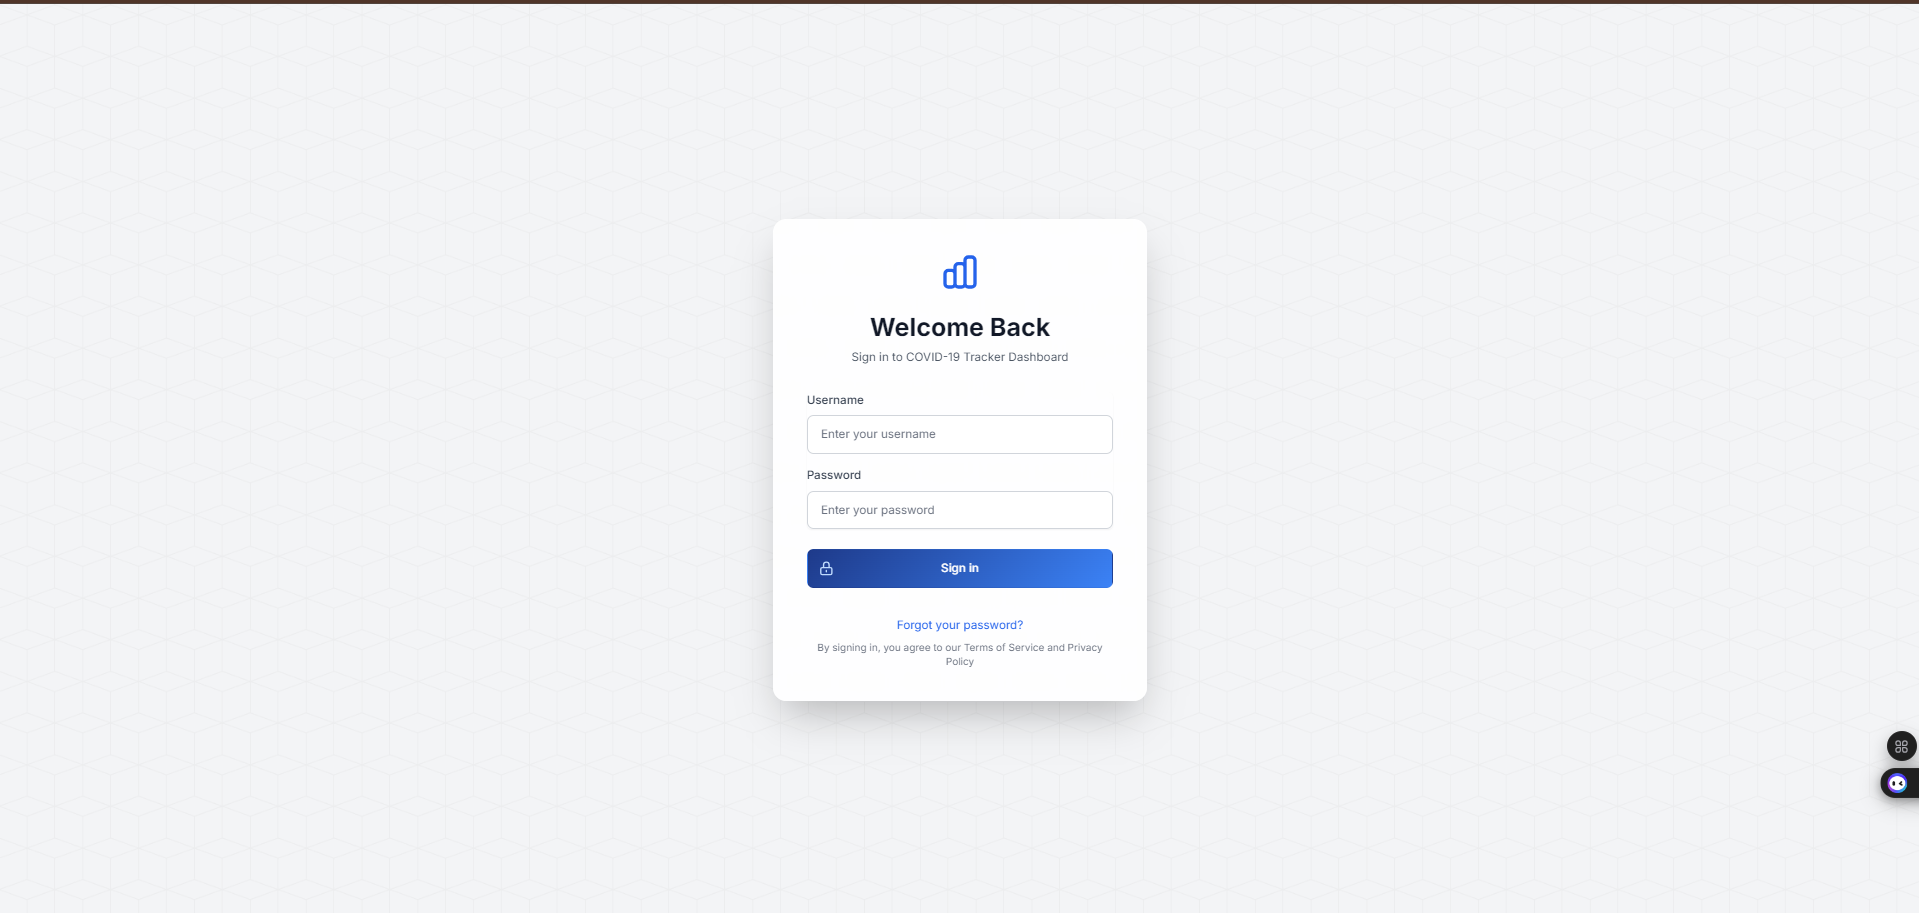 Welcome Back
Sign in to COVID-19 Tracker Dashboard
Username
Enter your username
Password
Enter your password
Sign in
Forgot your password?
By signing in, you agree to our Terms of Service and Privacy
Policy